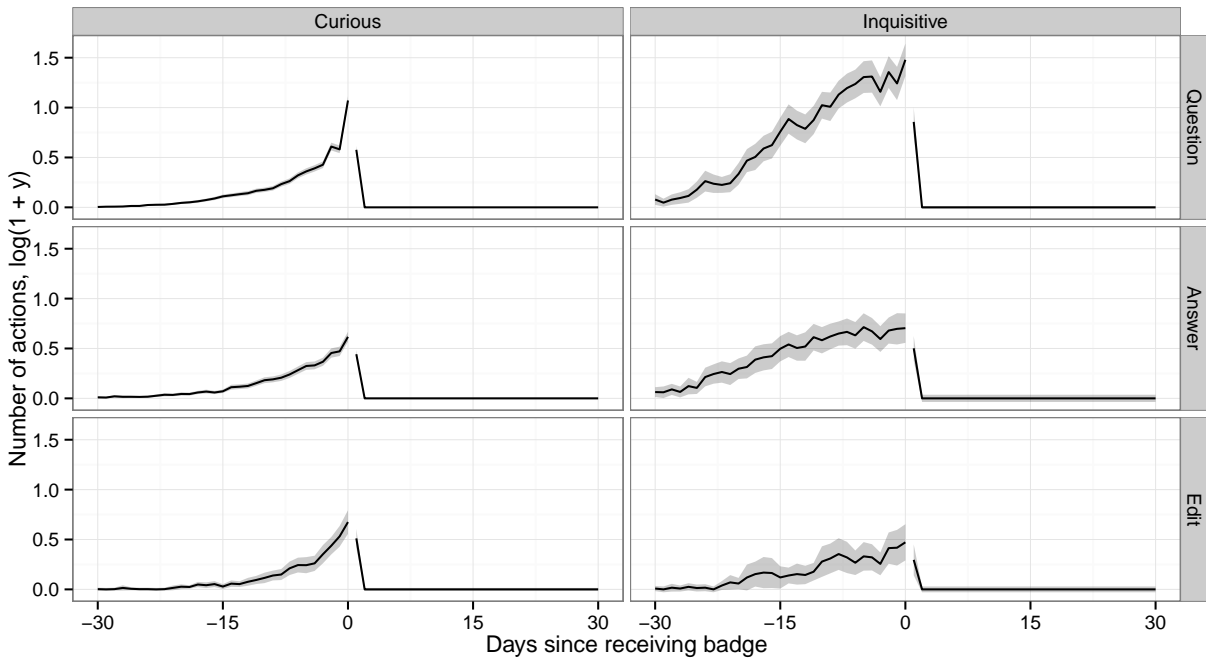 Curious Inquisitive
Number of actions, log(1 + y)
1.5
1.0
0.5
0.0
Question
1.5
1.0
0.5
0.0
Answer
1.5
1.0
0.5
0.0
Edit
−30 −15 0 15 30 −30 −15 0 15 30
Days since receiving badge